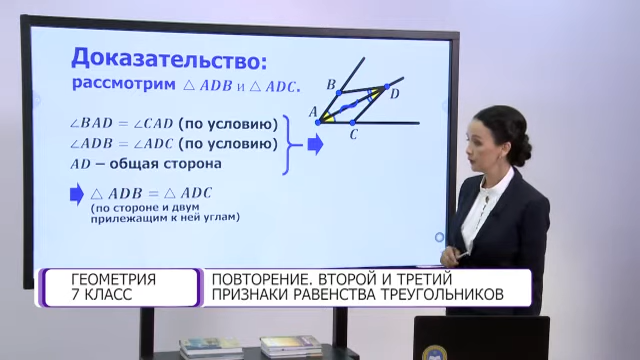 Доказательство:
рассмотрим △ ADB и △ ADC.
∠BAD = ∠CAD (по условию)
∠ADB = ∠ADC (по условию)
AD – общая сторона
△ ADB = △ ADC
(по стороне и двум
прилежащим к ней углам)
B
D
A
C
ГЕОМЕТРИЯ
7 КЛАСС
ПОВТОРЕНИЕ. ВТОРОЙ И ТРЕТИЙ
ПРИЗНАКИ РАВЕНСТВА ТРЕУГОЛЬНИКОВ